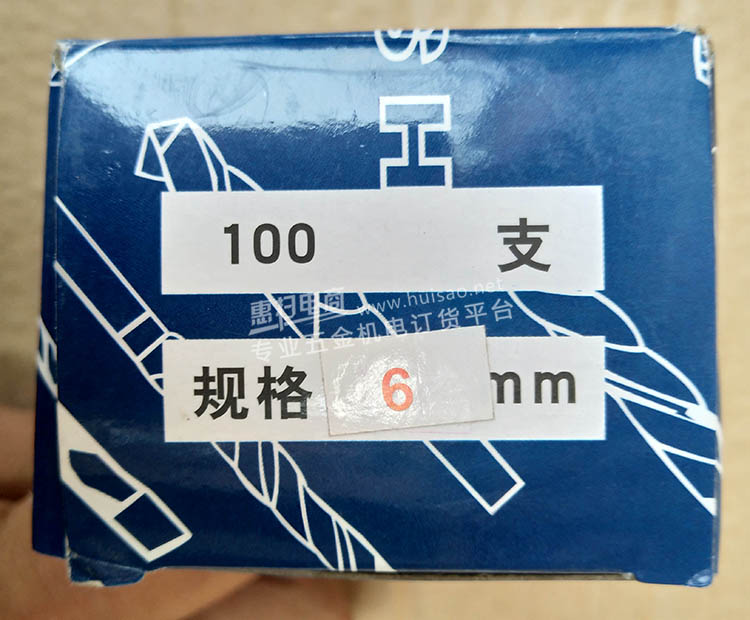 100 支
惠扫电商 www.huisao.net
专业五金机电订货平台
规格 6 mm